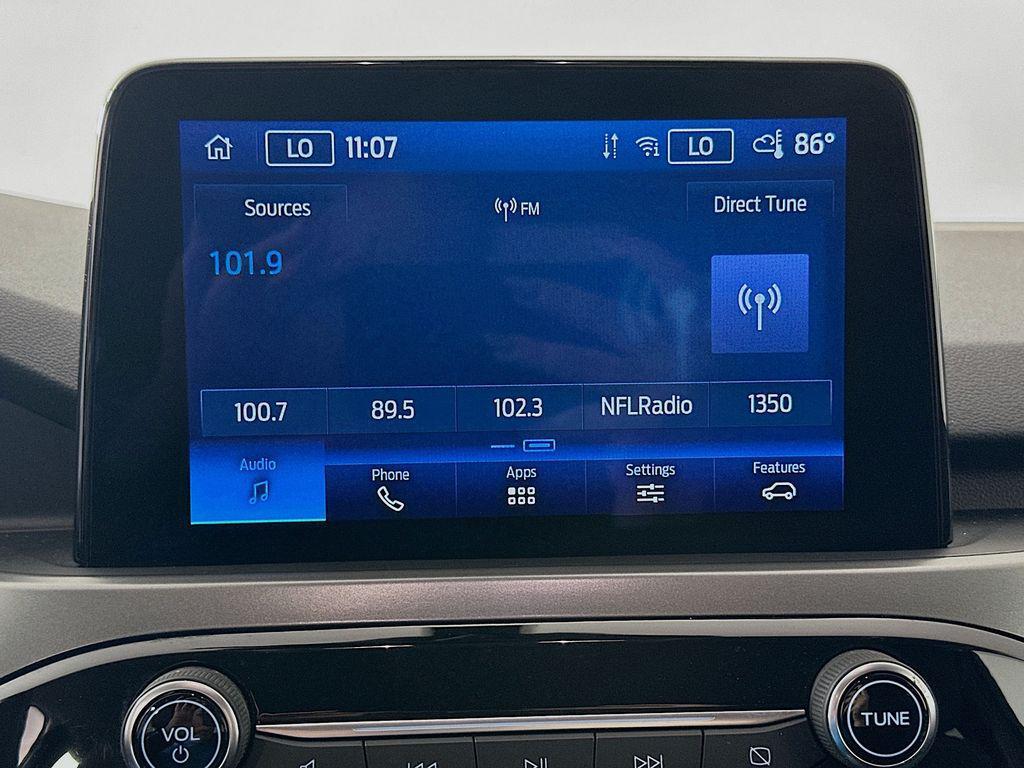 LO 11:07 LO 86°
Sources FM Direct Tune
101.9
100.7 89.5 102.3 NFLRadio 1350
Audio Phone Apps Settings Features
VOL TUNE